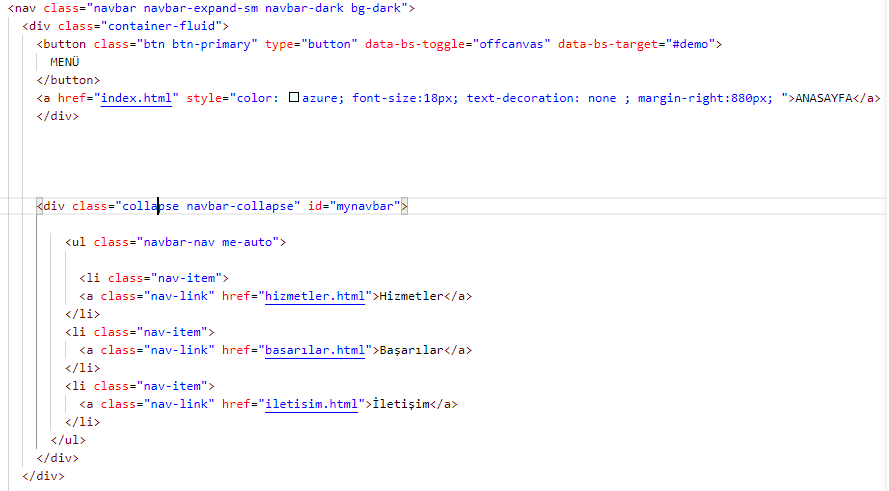 <nav class="navbar navbar-expand-sm navbar-dark bg-dark">
<div class="container-fluid">
<button class="btn btn-primary" type="button" data-bs-toggle="offcanvas" data-bs-target="#demo">
MENÜ
</button>
<a href="index.html" style="color: azure; font-size:18px; text-decoration: none ; margin-right:880px; ">ANASAYFA</a>
</div>
<div class="collapse navbar-collapse" id="mynavbar">
<ul class="navbar-nav me-auto">
<li class="nav-item">
<a class="nav-link" href="hizmetler.html">Hizmetler</a>
</li>
<li class="nav-item">
<a class="nav-link" href="basarılar.html">Başarılar</a>
</li>
<li class="nav-item">
<a class="nav-link" href="iletisim.html">İletişim</a>
</li>
</ul>
</div>
</div>